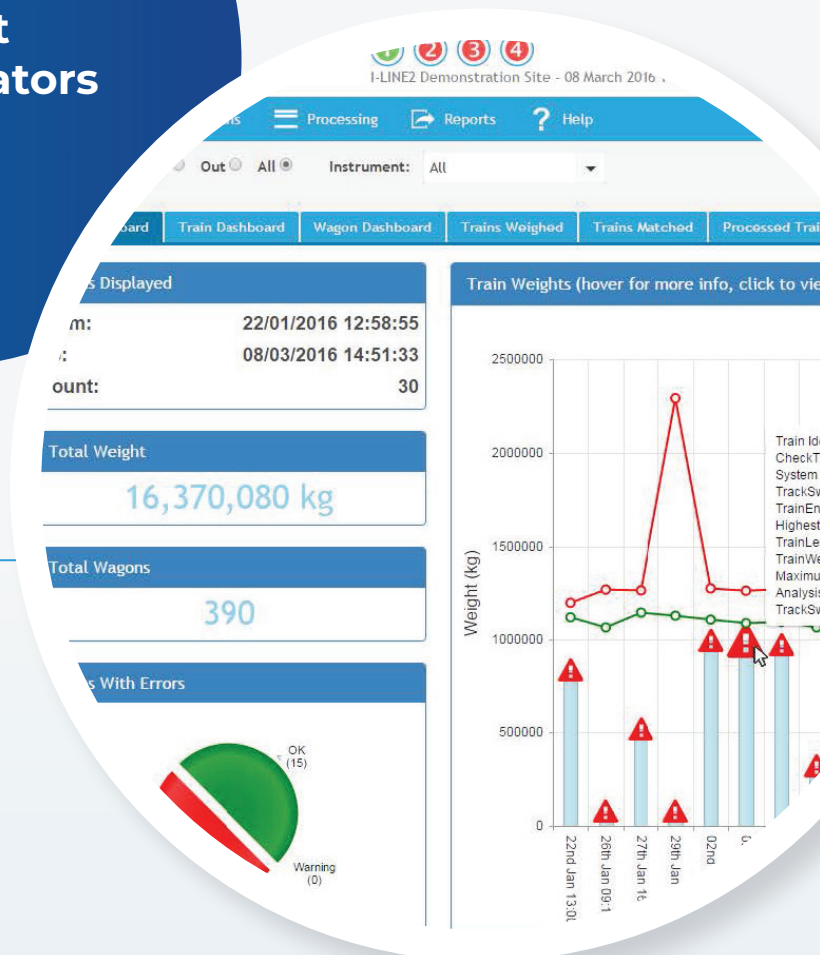 t
ators
1 2 3 4
I-LINE2 Demonstration Site - 08 March 2016
Processing Reports ? Help
Out All Instrument: All
Train Dashboard Wagon Dashboard Trains Weighed Trains Matched Processed Trai
s Displayed
m: 22/01/2016 12:58:55
: 08/03/2016 14:51:33
ount: 30
Total Weight
16,370,080 kg
Total Wagons
390
s With Errors
OK
(15)
Warning
(0)
Train Weights (hover for more info, click to vie
Weight (kg)
2500000
2000000
1500000
1000000
500000
0
Train Id
CheckT
System
TrackSw
TrainEn
Highest
TrainLe
TrainWe
Maximu
Analysis
TrackSw
22nd Jan 13:0
26th Jan 09:1
27th Jan 16
29th Jan
02nd